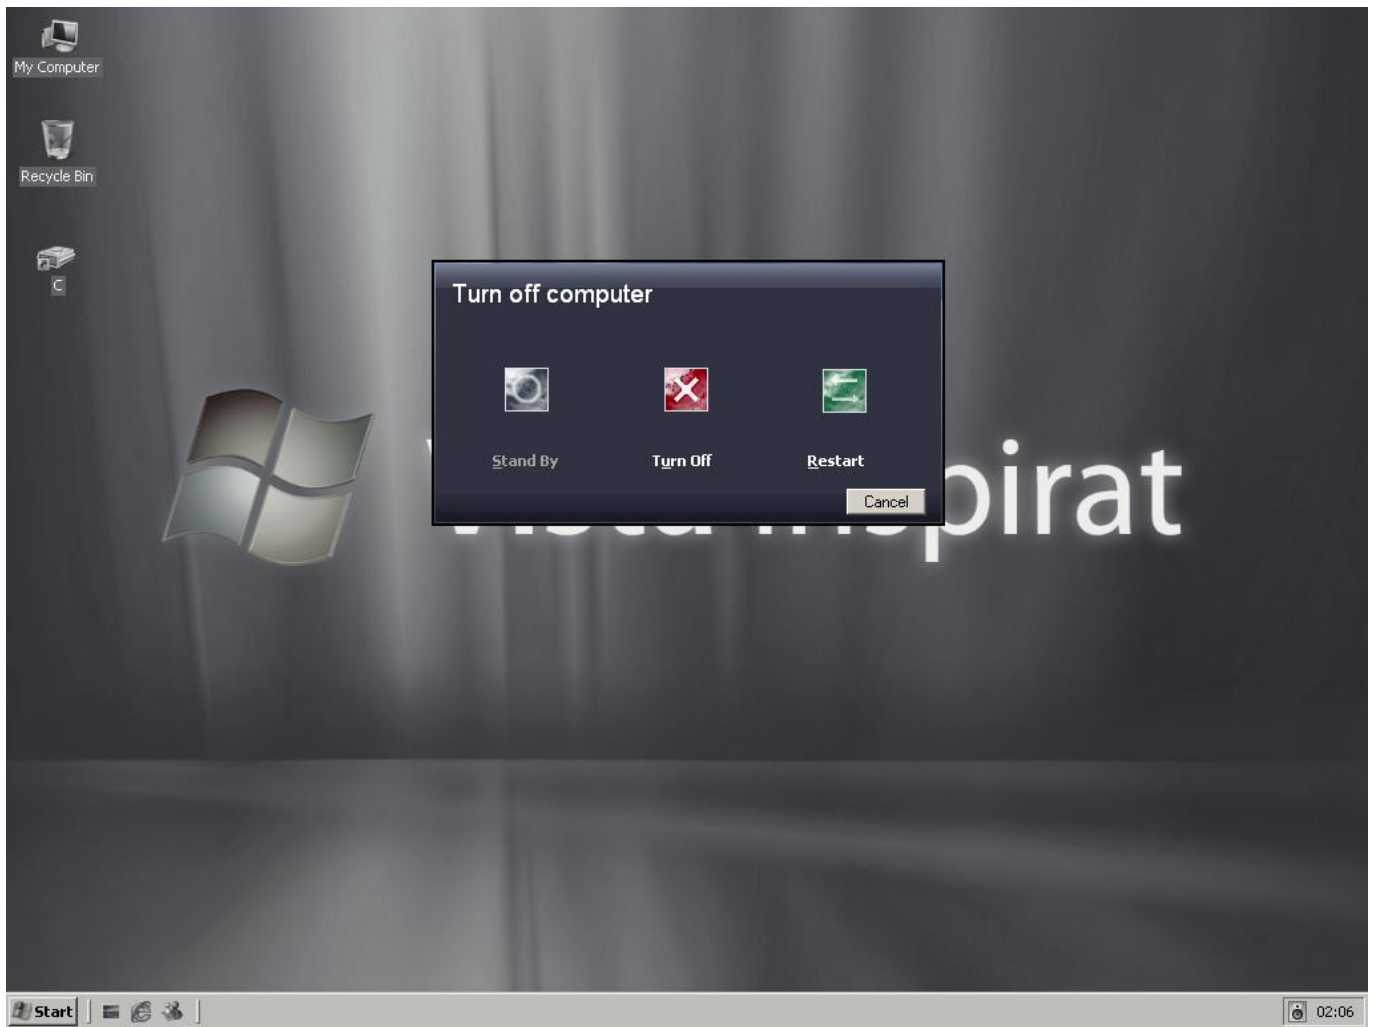 My Computer
Recycle Bin
C
Turn off computer
Stand By
Turn Off
Restart
Cancel
pirat
Start
02:06